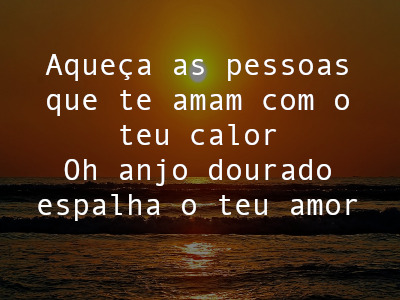 Aqueça as pessoas
que te amam com o
teu calor
Oh anjo dourado
espalha o teu amor